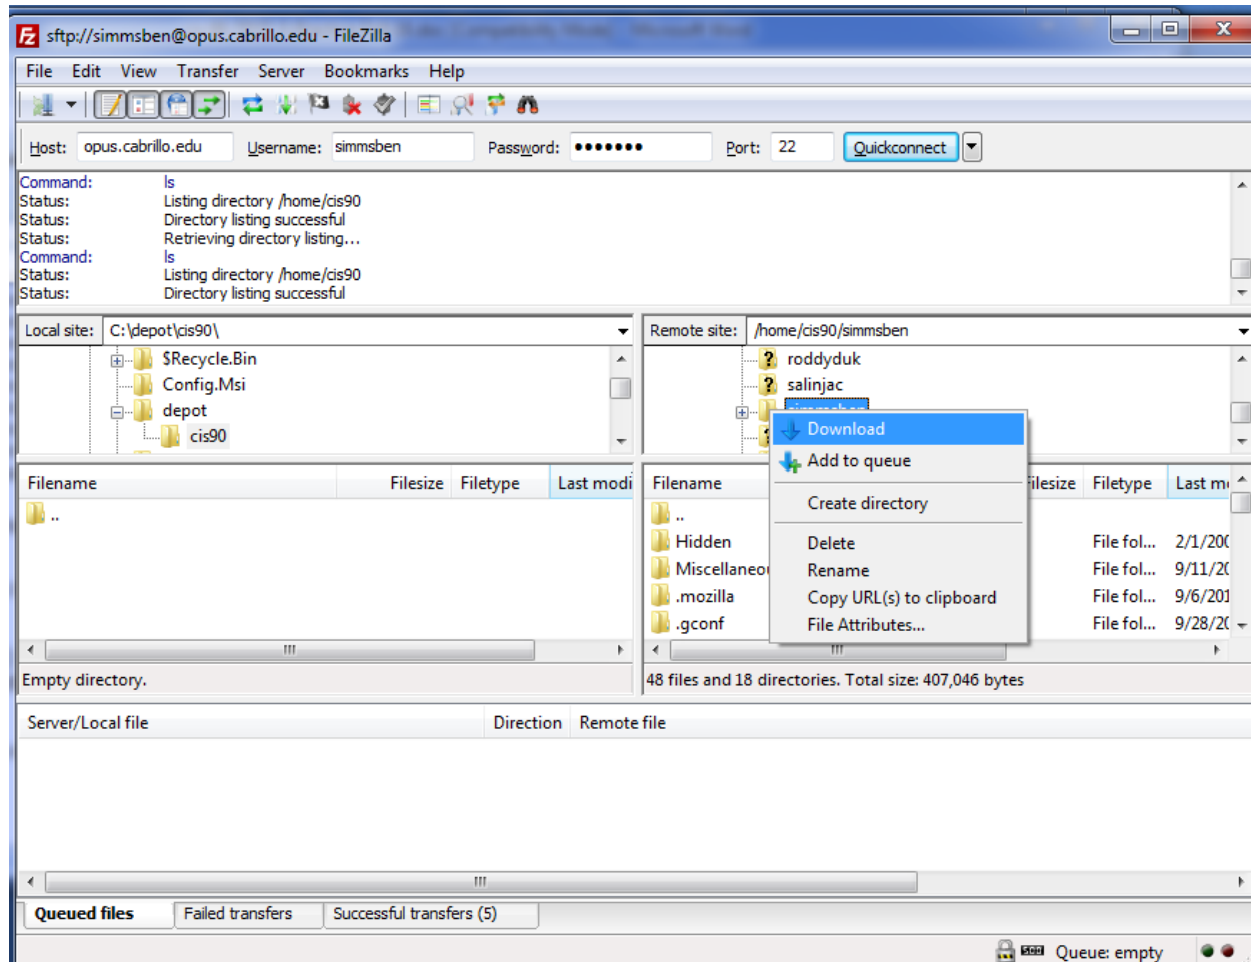 sftp://simmsben@opus.cabrillo.edu - FileZilla
File Edit View Transfer Server Bookmarks Help
Host: opus.cabrillo.edu Username: simmsben Password: ●●●●●●● Port: 22 Quickconnect
Command: ls
Status: Listing directory /home/cis90
Status: Directory listing successful
Status: Retrieving directory listing...
Command: ls
Status: Listing directory /home/cis90
Status: Directory listing successful
Local site: C:\depot\cis90\
Remote site: /home/cis90/simmsben
$Recycle.Bin
Config.Msi
depot
cis90
? roddyduk
? salinjac
simmsben
Download
Add to queue
Create directory
Delete
Rename
Copy URL(s) to clipboard
File Attributes...
Filename Filesize Filetype Last modi
..
Empty directory.
Filename Filesize Filetype Last m
..
Hidden File fol... 2/1/200
Miscellaneou File fol... 9/11/20
.mozilla File fol... 9/6/201
.gconf File fol... 9/28/20
48 files and 18 directories. Total size: 407,046 bytes
Server/Local file Direction Remote file
Queued files Failed transfers Successful transfers (5)
Queue: empty